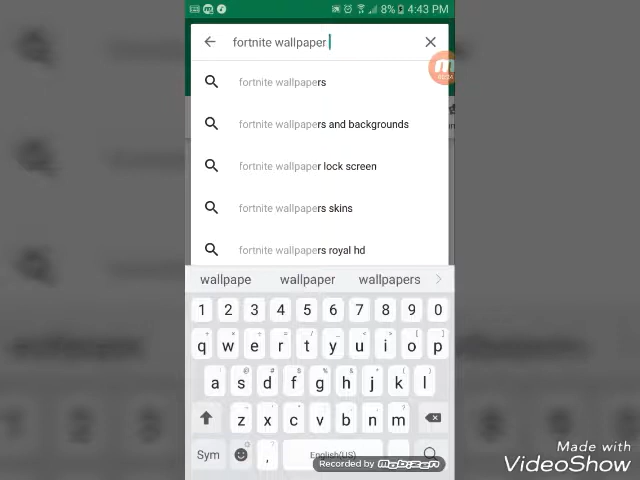 8% 4:43 PM
fortnite wallpaper
fortnite wallpapers
fortnite wallpapers and backgrounds
fortnite wallpaper lock screen
fortnite wallpapers skins
fortnite wallpapers royal hd
wallpape wallpaper wallpapers
1 2 3 4 5 6 7 8 9 0
q w e r t y u i o p
a s d f g h j k l
z x c v b n m
Sym , English(US)
Recorded by mobizen
Made with
VideoShow